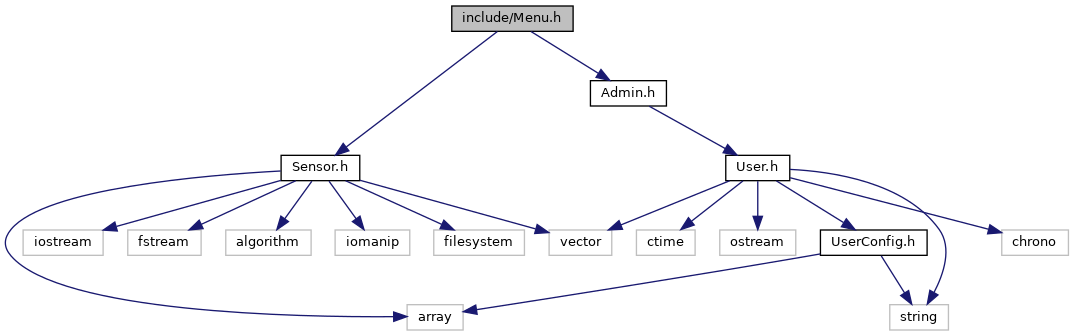 include/Menu.h
Admin.h
Sensor.h
User.h
iostream
fstream
algorithm
iomanip
filesystem
vector
ctime
ostream
UserConfig.h
chrono
array
string